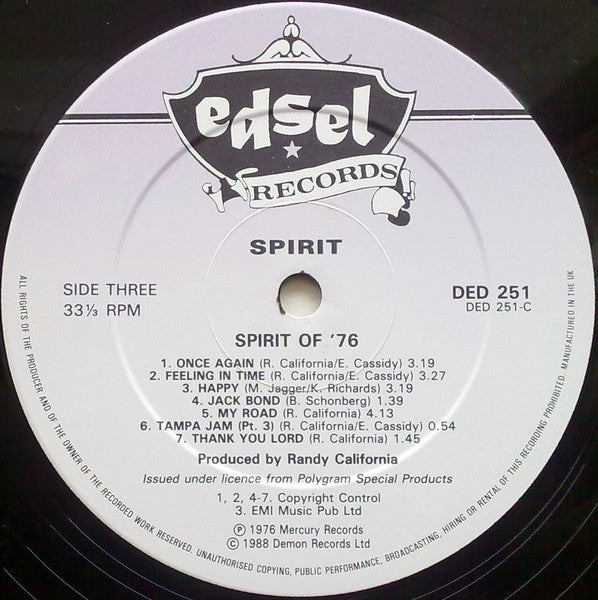 edsel
RECORDS
SPIRIT
SIDE THREE
33⅓ RPM
DED 251
DED 251-C
SPIRIT OF '76
1. ONCE AGAIN (R. California/E. Cassidy) 3.19
2. FEELING IN TIME (R. California/E. Cassidy) 3.27
3. HAPPY (M. Jagger/K. Richards) 3.19
4. JACK BOND (B. Schonberg) 1.39
5. MY ROAD (R. California) 4.13
6. TAMPA JAM (Pt. 3) (R. California/E. Cassidy) 0.54
7. THANK YOU LORD (R. California) 1.45
Produced by Randy California
Issued under licence from Polygram Special Products
1, 2, 4-7. Copyright Control
3. EMI Music Pub Ltd
Ⓟ 1976 Mercury Records
© 1988 Demon Records Ltd
ALL RIGHTS OF THE PRODUCER AND OF THE OWNER OF THE RECORDED WORK RESERVED. UNAUTHORISED COPYING, PUBLIC PERFORMANCE, BROADCASTING, HIRING OR RENTAL OF THIS RECORDING PROHIBITED. MANUFACTURED IN THE UK